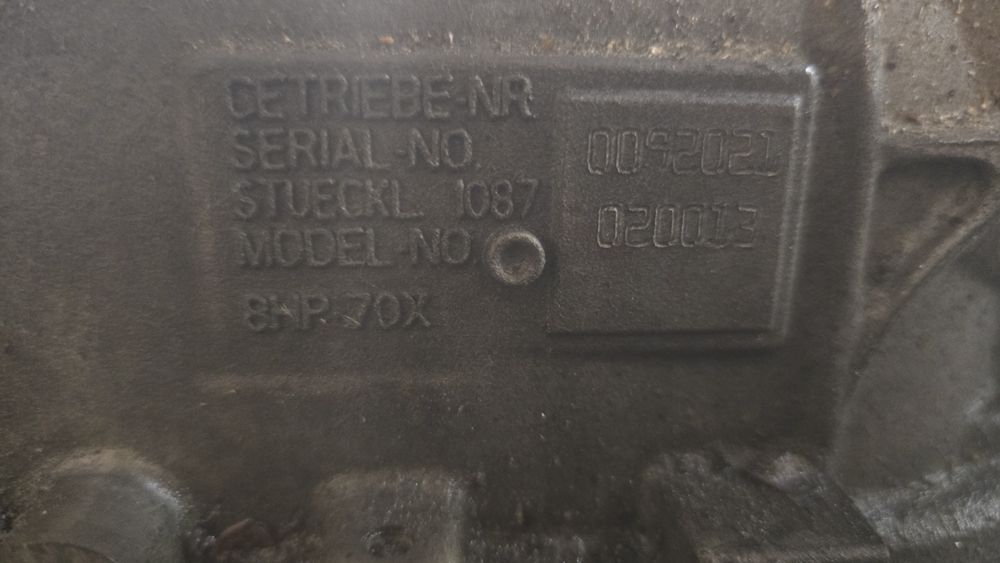 GETRIEBE-NR.
SERIAL-NO.
0092021
STUECKL. 1087
MODEL-NO
020013
8HP-70X